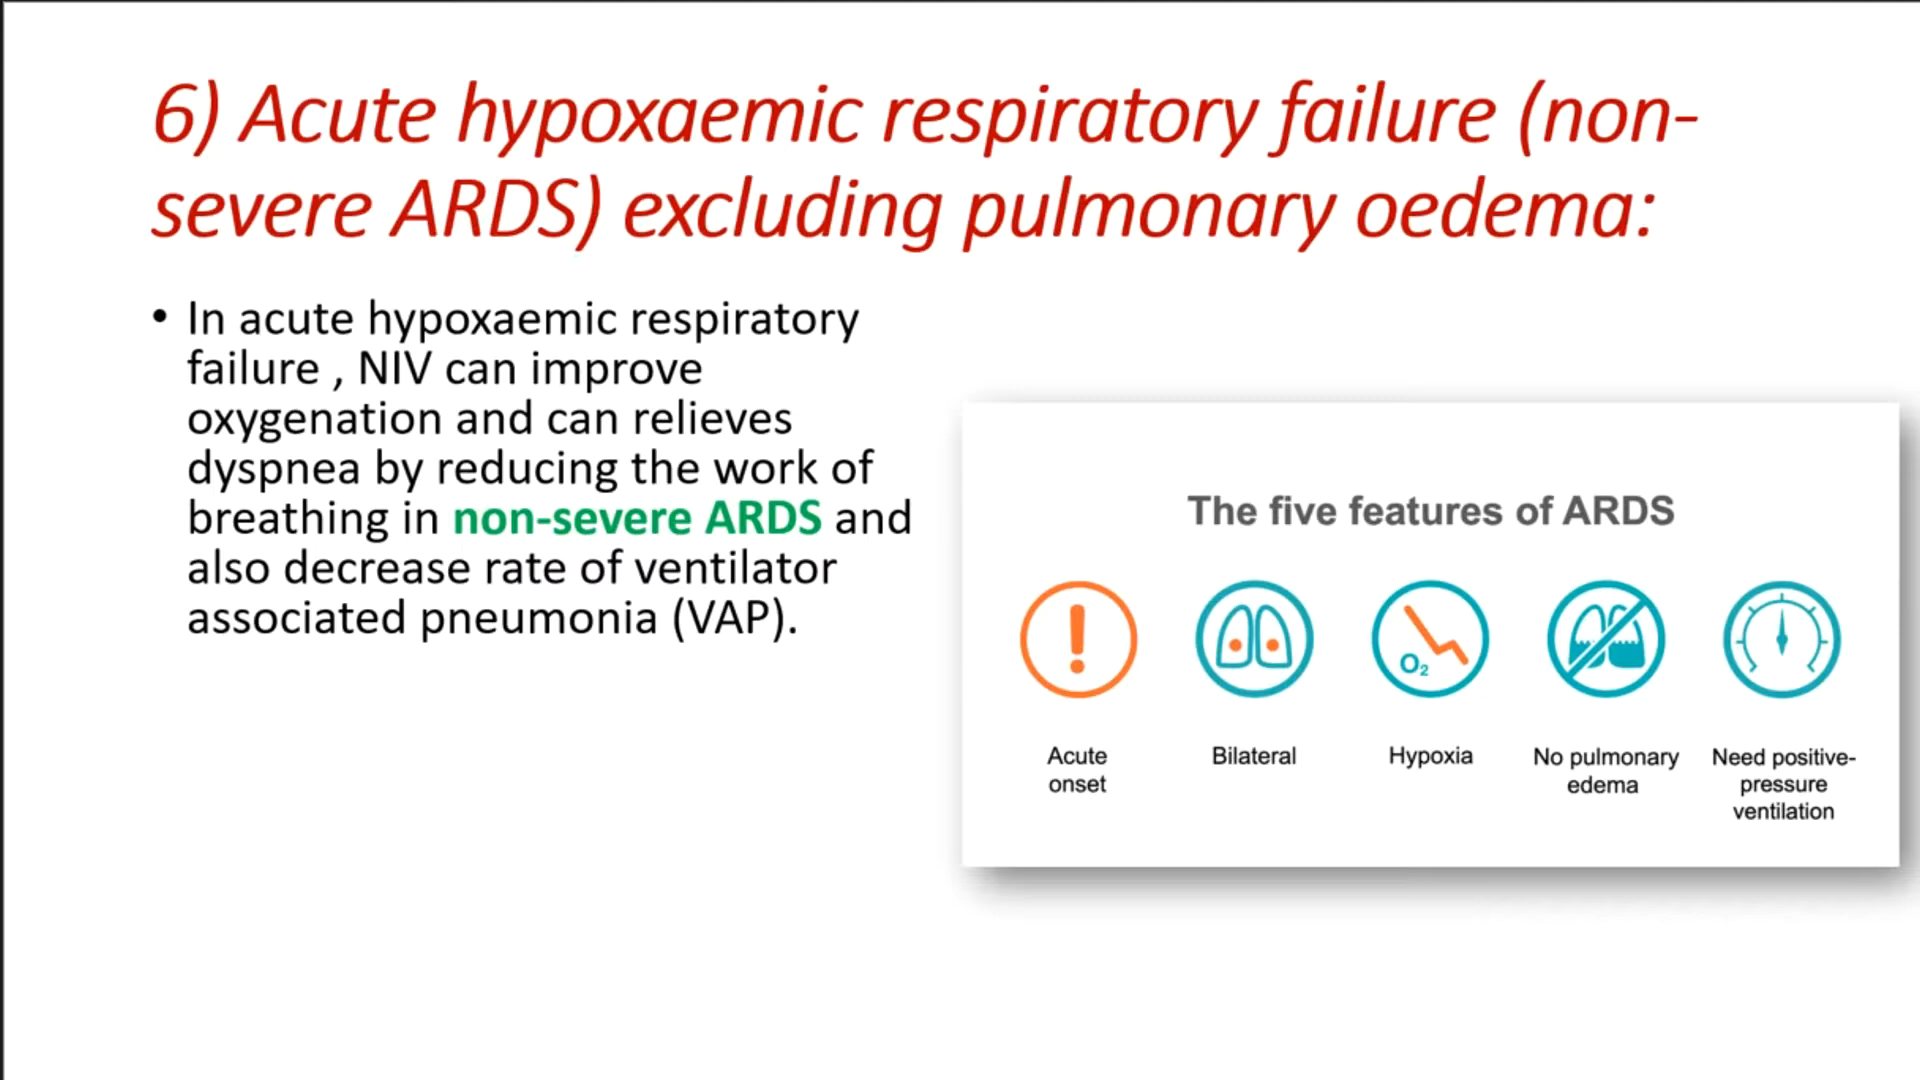 6) Acute hypoxaemic respiratory failure (non-
severe ARDS) excluding pulmonary oedema:
• In acute hypoxaemic respiratory
failure , NIV can improve
oxygenation and can relieves
dyspnea by reducing the work of
breathing in non-severe ARDS and
also decrease rate of ventilator
associated pneumonia (VAP).
The five features of ARDS
O₂
Acute
onset
Bilateral
Hypoxia
No pulmonary
edema
Need positive-
pressure
ventilation